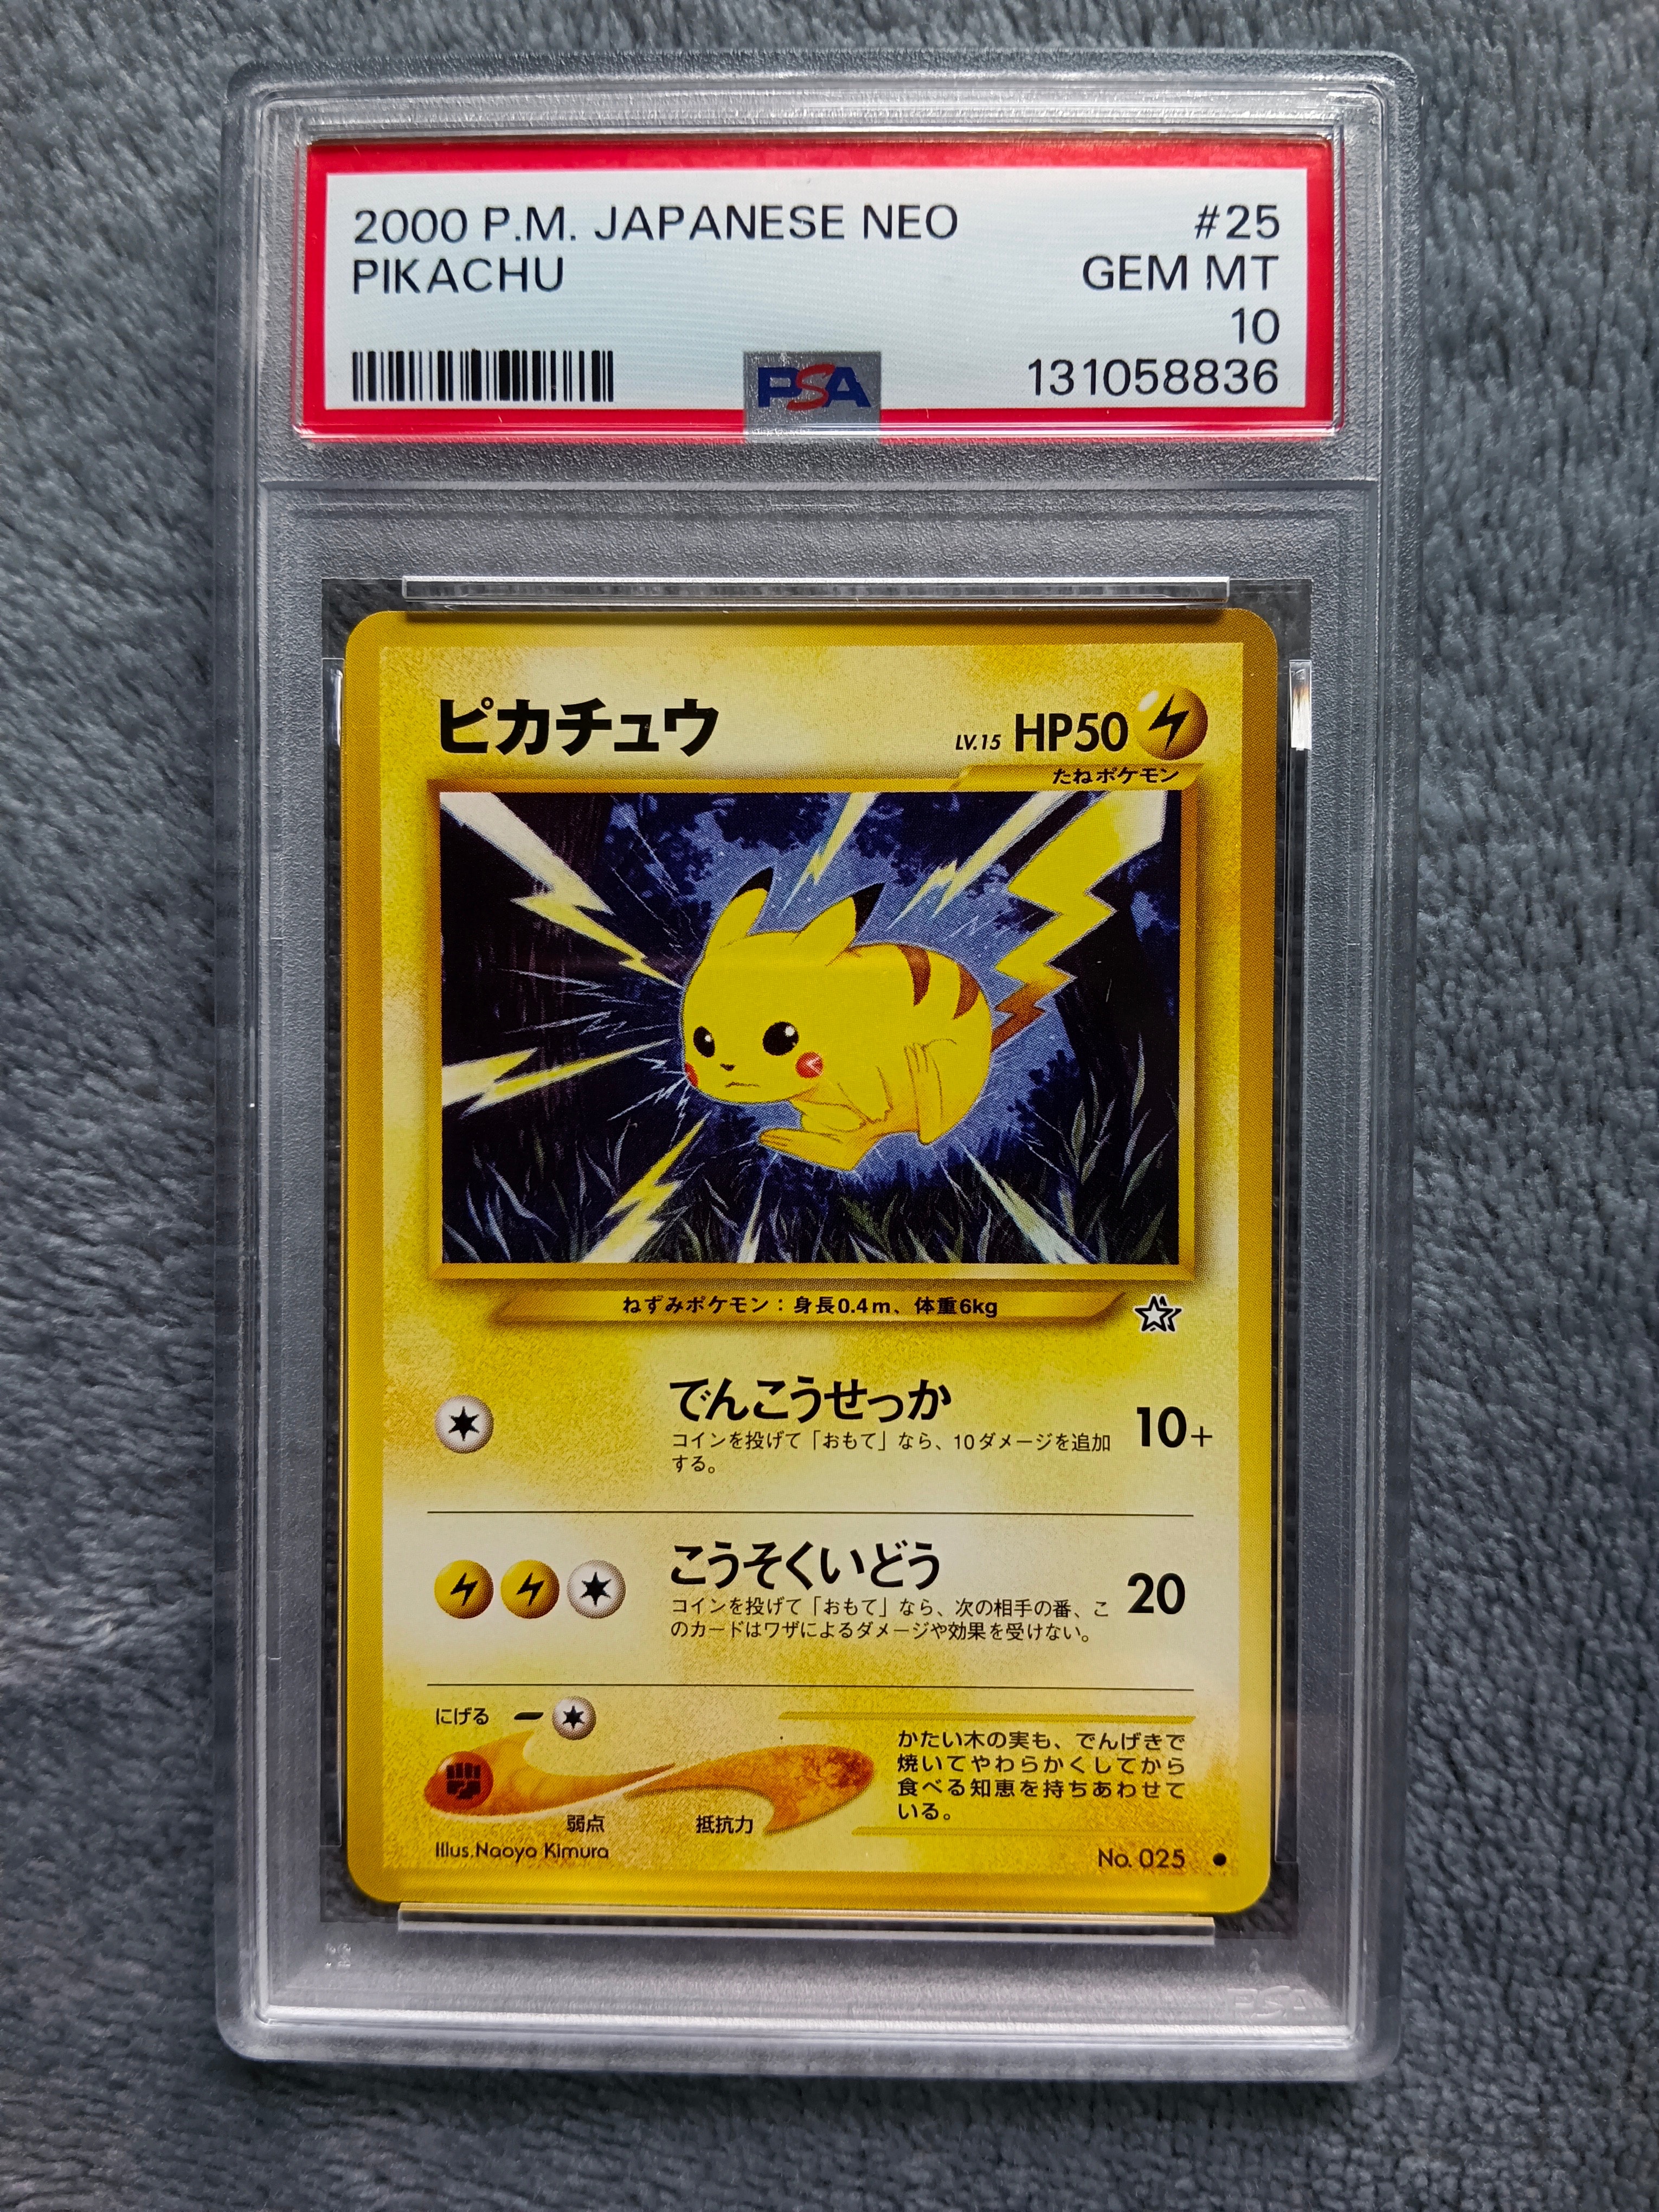 2000 P.M. JAPANESE NEO #25
PIKACHU GEM MT
10
PSA 131058836
ピカチュウ LV.15 HP50
たねポケモン
ねずみポケモン：身長0.4m、体重6kg
でんこうせっか 10+
コインを投げて「おもて」なら、10ダメージを追加
する。
こうそくいどう 20
コインを投げて「おもて」なら、次の相手の番、こ
のカードはワザによるダメージや効果を受けない。
にげる
弱点 抵抗力
かたい木の実も、でんげきで
焼いてやわらかくしてから
食べる知恵を持ちあわせて
いる。
Illus.Naoyo Kimura No. 025
PSA